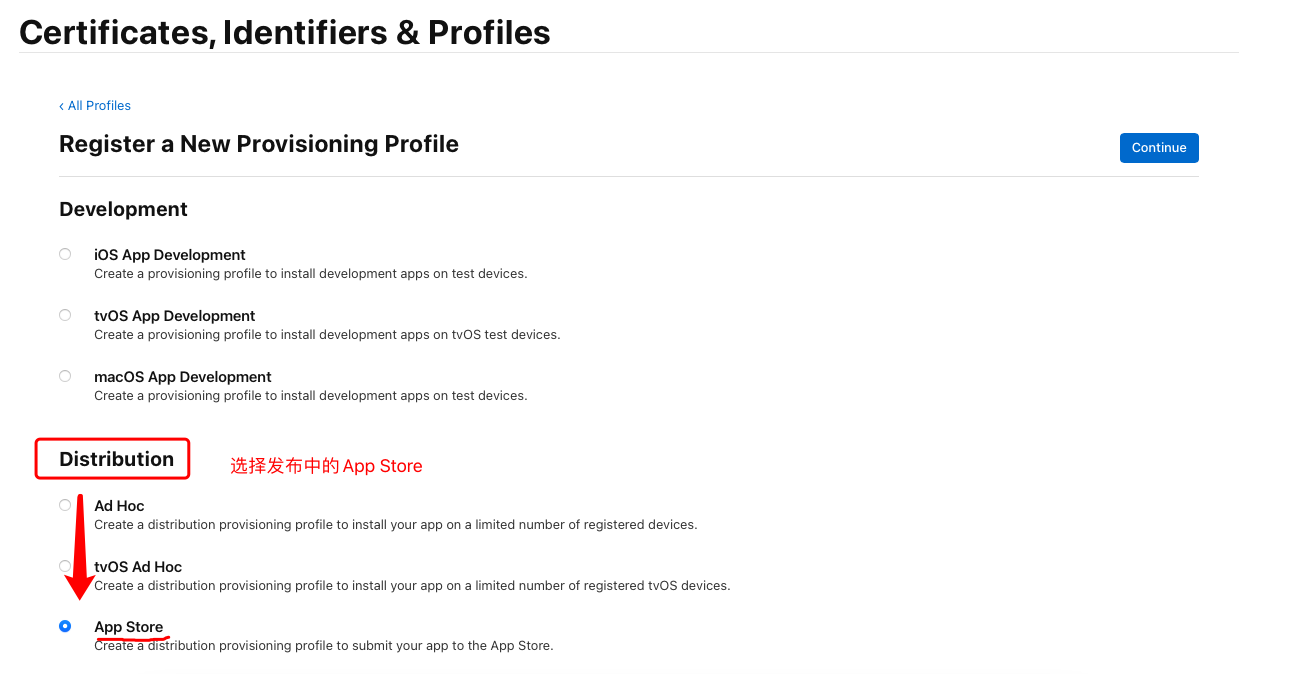 Certificates, Identifiers & Profiles
‹ All Profiles
Register a New Provisioning Profile
Continue
Development
iOS App Development
Create a provisioning profile to install development apps on test devices.
tvOS App Development
Create a provisioning profile to install development apps on tvOS test devices.
macOS App Development
Create a provisioning profile to install development apps on test devices.
Distribution
选择发布中的App Store
Ad Hoc
Create a distribution provisioning profile to install your app on a limited number of registered devices.
tvOS Ad Hoc
Create a distribution provisioning profile to install your app on a limited number of registered tvOS devices.
App Store
Create a distribution provisioning profile to submit your app to the App Store.